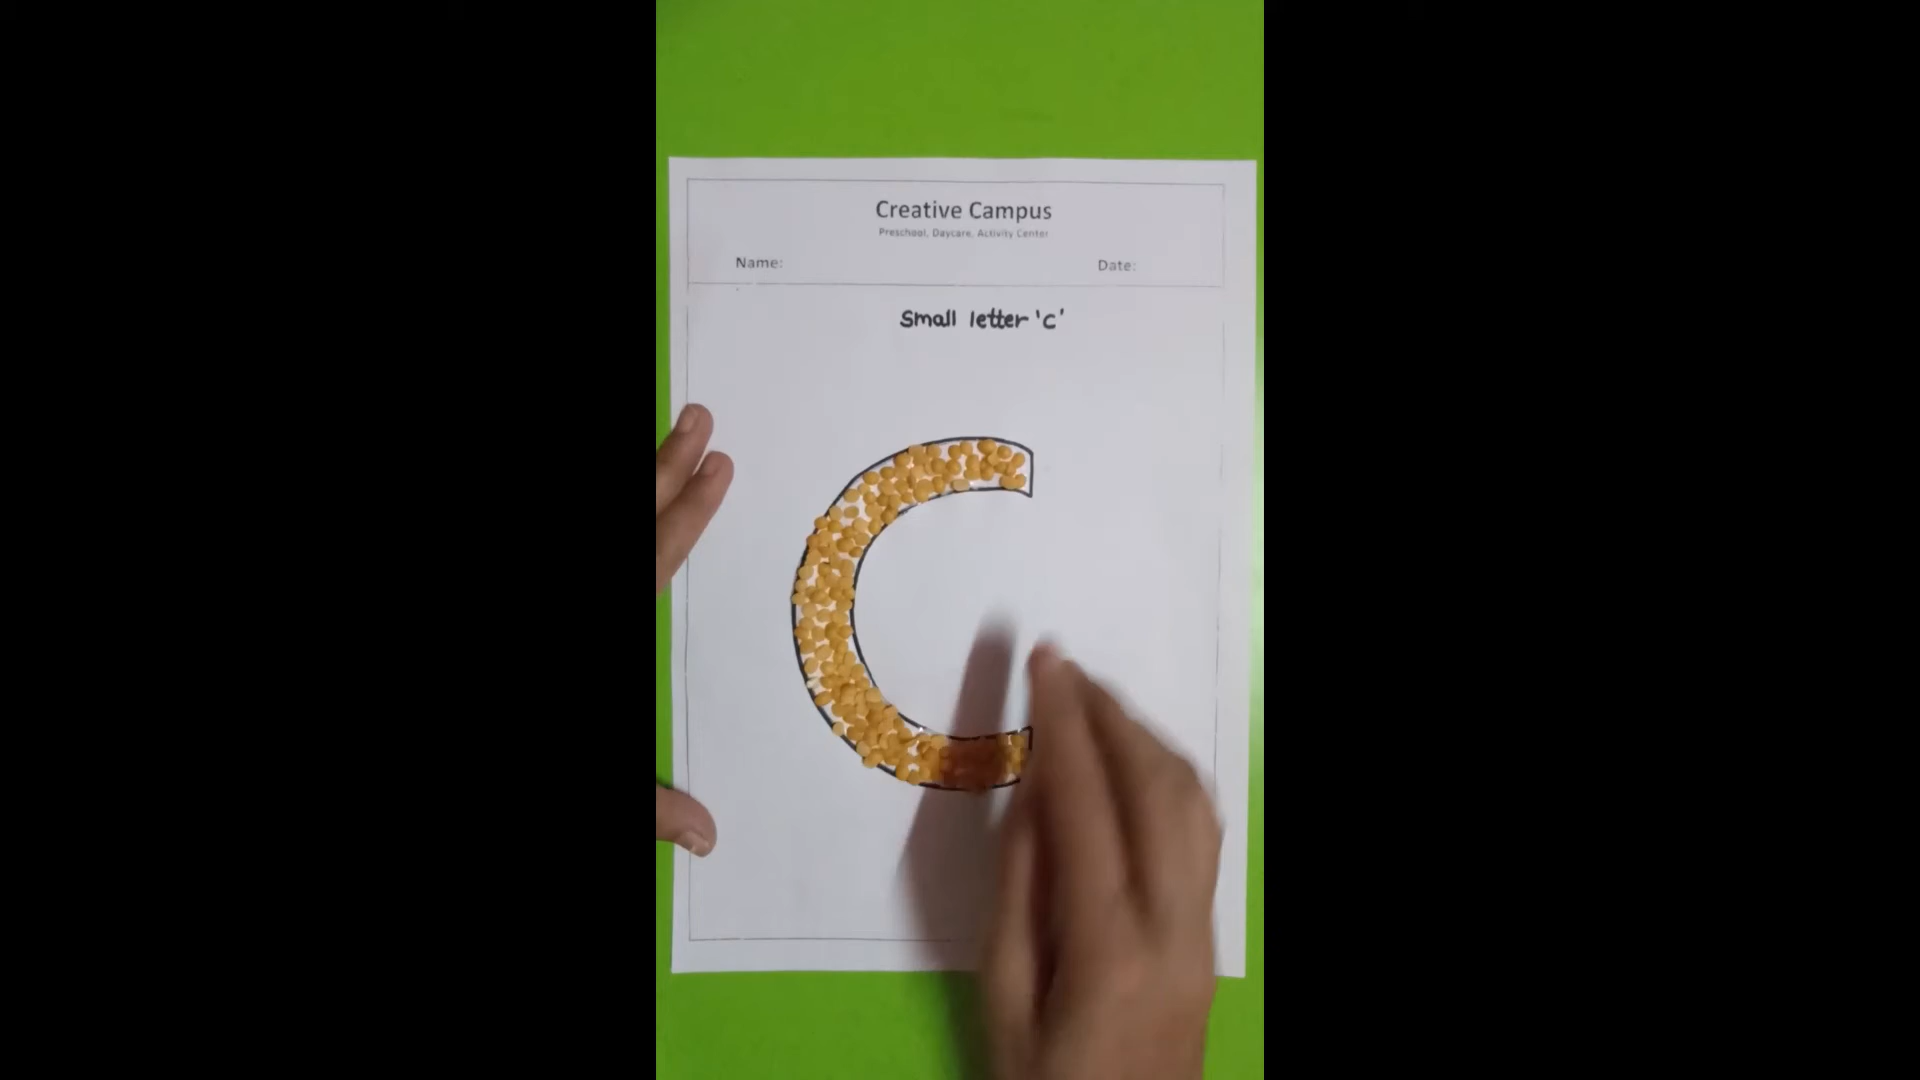 Creative Campus
Preschool, Daycare, Activity Center
Name:
Date:
Small letter 'c'
c